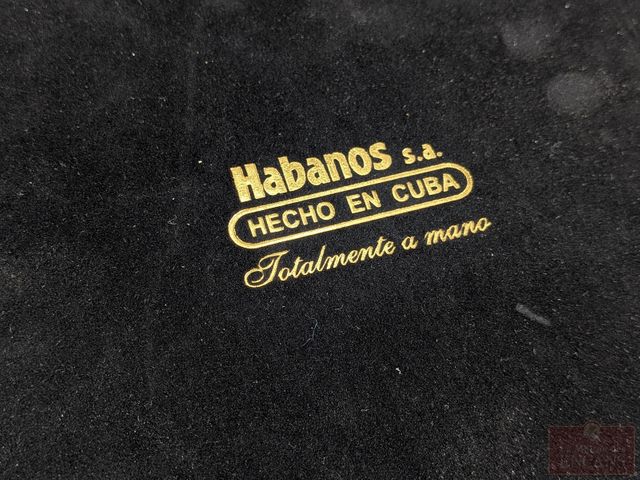 Habanos s.a.
HECHO EN CUBA
Totalmente a mano